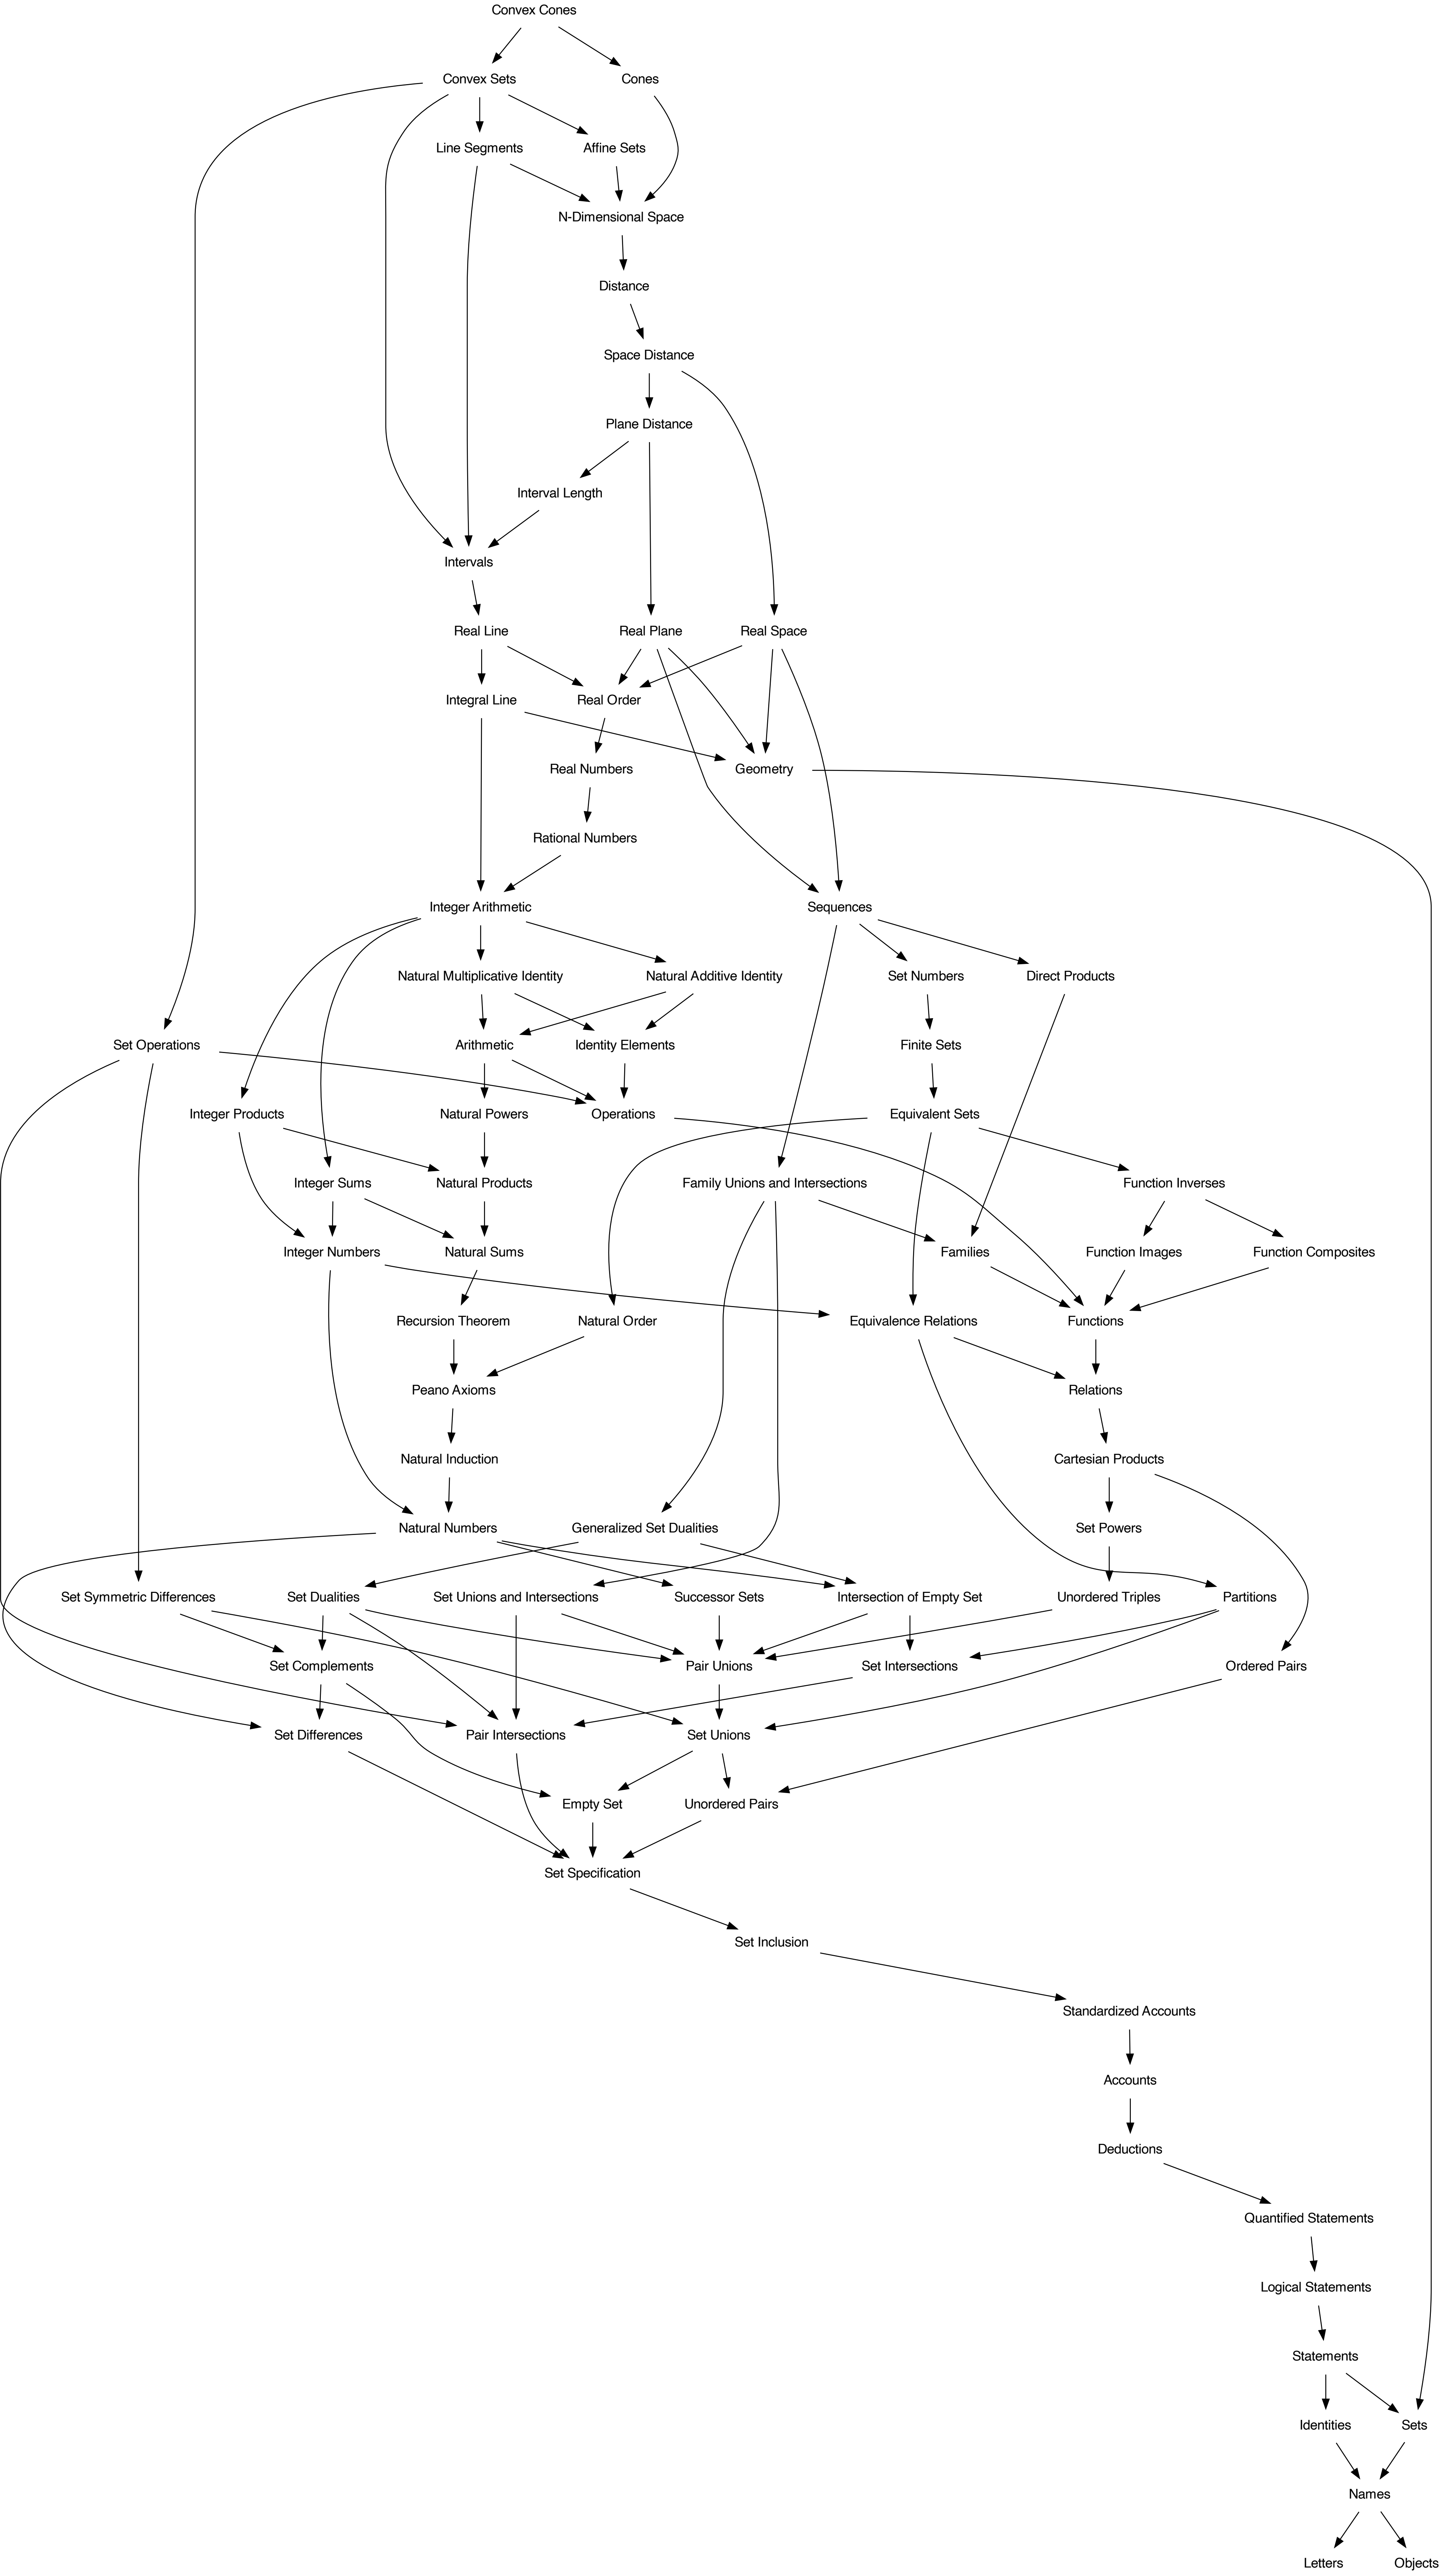 Convex Cones
Convex Sets
Cones
Line Segments
Affine Sets
N-Dimensional Space
Distance
Space Distance
Plane Distance
Interval Length
Intervals
Real Line
Real Plane
Real Space
Integral Line
Real Order
Real Numbers
Geometry
Rational Numbers
Integer Arithmetic
Sequences
Natural Multiplicative Identity
Natural Additive Identity
Set Numbers
Direct Products
Set Operations
Arithmetic
Identity Elements
Finite Sets
Integer Products
Natural Powers
Operations
Equivalent Sets
Integer Sums
Natural Products
Family Unions and Intersections
Function Inverses
Integer Numbers
Natural Sums
Families
Function Images
Function Composites
Recursion Theorem
Natural Order
Equivalence Relations
Functions
Peano Axioms
Relations
Natural Induction
Cartesian Products
Natural Numbers
Generalized Set Dualities
Set Powers
Set Symmetric Differences
Set Dualities
Set Unions and Intersections
Successor Sets
Intersection of Empty Set
Unordered Triples
Partitions
Set Complements
Pair Unions
Set Intersections
Ordered Pairs
Set Differences
Pair Intersections
Set Unions
Empty Set
Unordered Pairs
Set Specification
Set Inclusion
Standardized Accounts
Accounts
Deductions
Quantified Statements
Logical Statements
Statements
Identities
Sets
Names
Letters
Objects